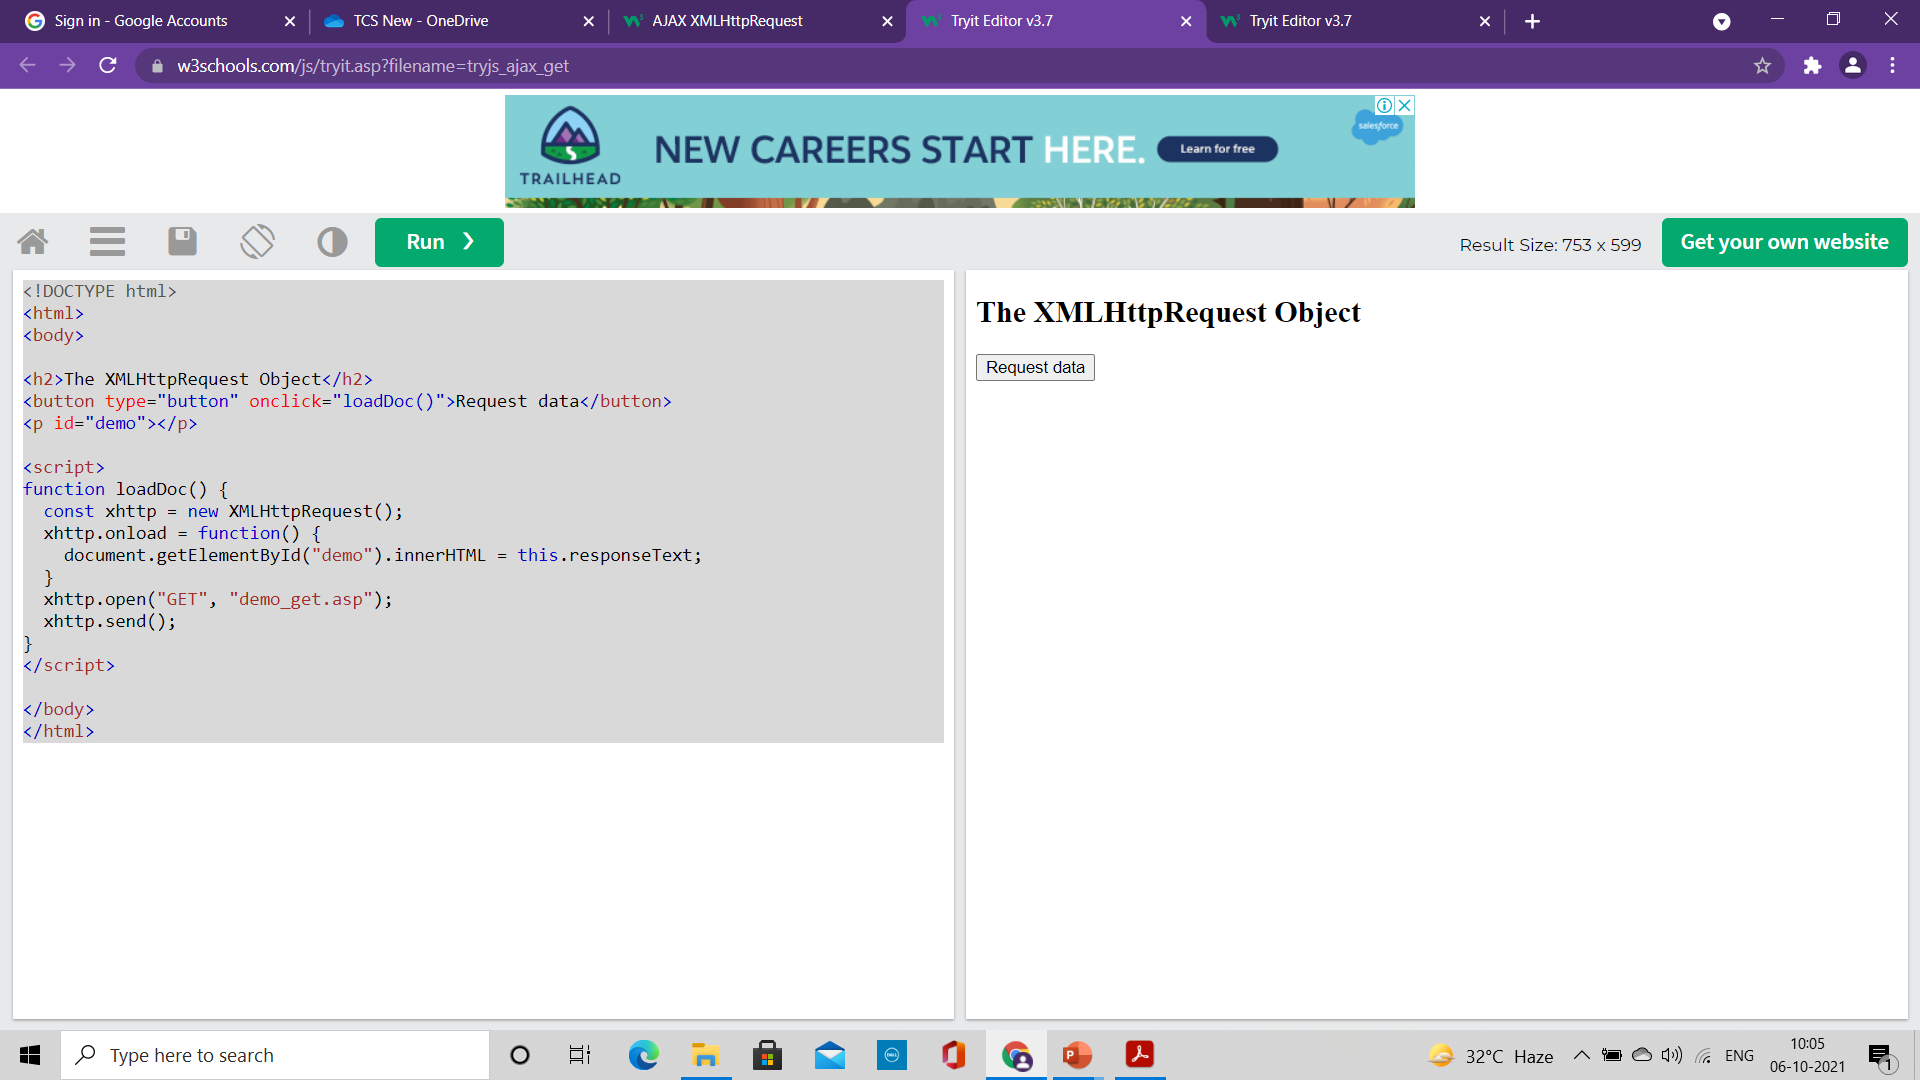 Sign in - Google Accounts
TCS New - OneDrive
AJAX XMLHttpRequest
Tryit Editor v3.7
Tryit Editor v3.7
w3schools.com/js/tryit.asp?filename=tryjs_ajax_get
TRAILHEAD
NEW CAREERS START HERE.
Learn for free
salesforce
Run ❯
Result Size: 753 x 599
Get your own website
<!DOCTYPE html>
<html>
<body>
<h2>The XMLHttpRequest Object</h2>
<button type="button" onclick="loadDoc()">Request data</button>
<p id="demo"></p>
<script>
function loadDoc() {
  const xhttp = new XMLHttpRequest();
  xhttp.onload = function() {
    document.getElementById("demo").innerHTML = this.responseText;
  }
  xhttp.open("GET", "demo_get.asp");
  xhttp.send();
}
</script>
</body>
</html>
The XMLHttpRequest Object
Request data
Type here to search
DELL
P
32°C Haze
ENG
10:05
06-10-2021
1